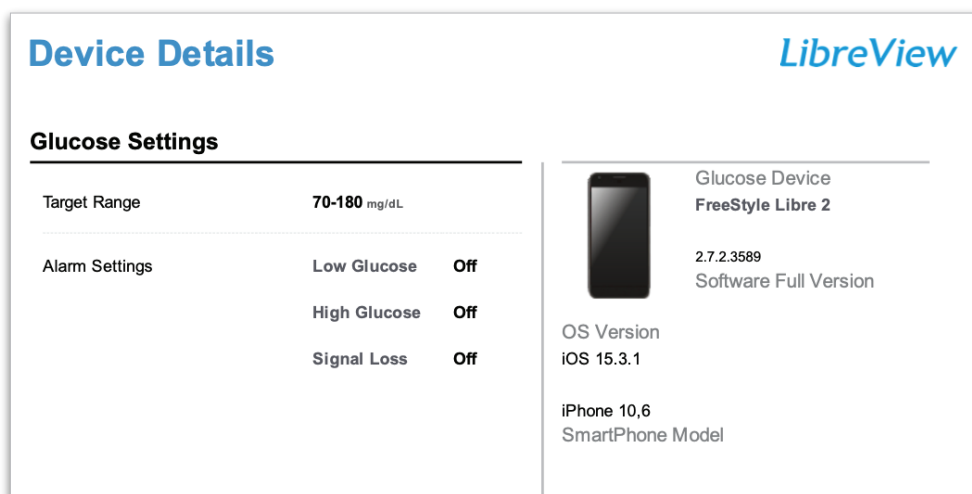 Device Details
LibreView
Glucose Settings
Target Range 70-180 mg/dL
Alarm Settings Low Glucose Off
High Glucose Off
Signal Loss Off
Glucose Device
FreeStyle Libre 2
2.7.2.3589
Software Full Version
OS Version
iOS 15.3.1
iPhone 10,6
SmartPhone Model